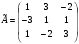 Ã = ( 1 3 −2
−3 1 1
1 −2 3 )